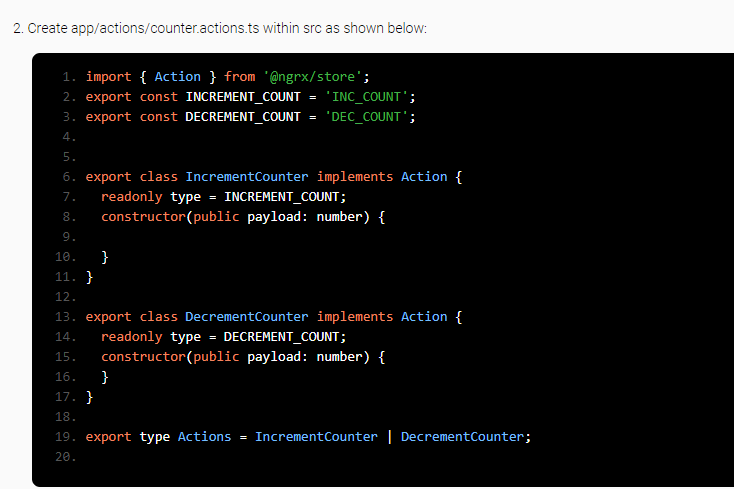 2. Create app/actions/counter.actions.ts within src as shown below:
1. import { Action } from '@ngrx/store';
2. export const INCREMENT_COUNT = 'INC_COUNT';
3. export const DECREMENT_COUNT = 'DEC_COUNT';
4.
5.
6. export class IncrementCounter implements Action {
7.   readonly type = INCREMENT_COUNT;
8.   constructor(public payload: number) {
9.
10.   }
11. }
12.
13. export class DecrementCounter implements Action {
14.   readonly type = DECREMENT_COUNT;
15.   constructor(public payload: number) {
16.   }
17. }
18.
19. export type Actions = IncrementCounter | DecrementCounter;
20.